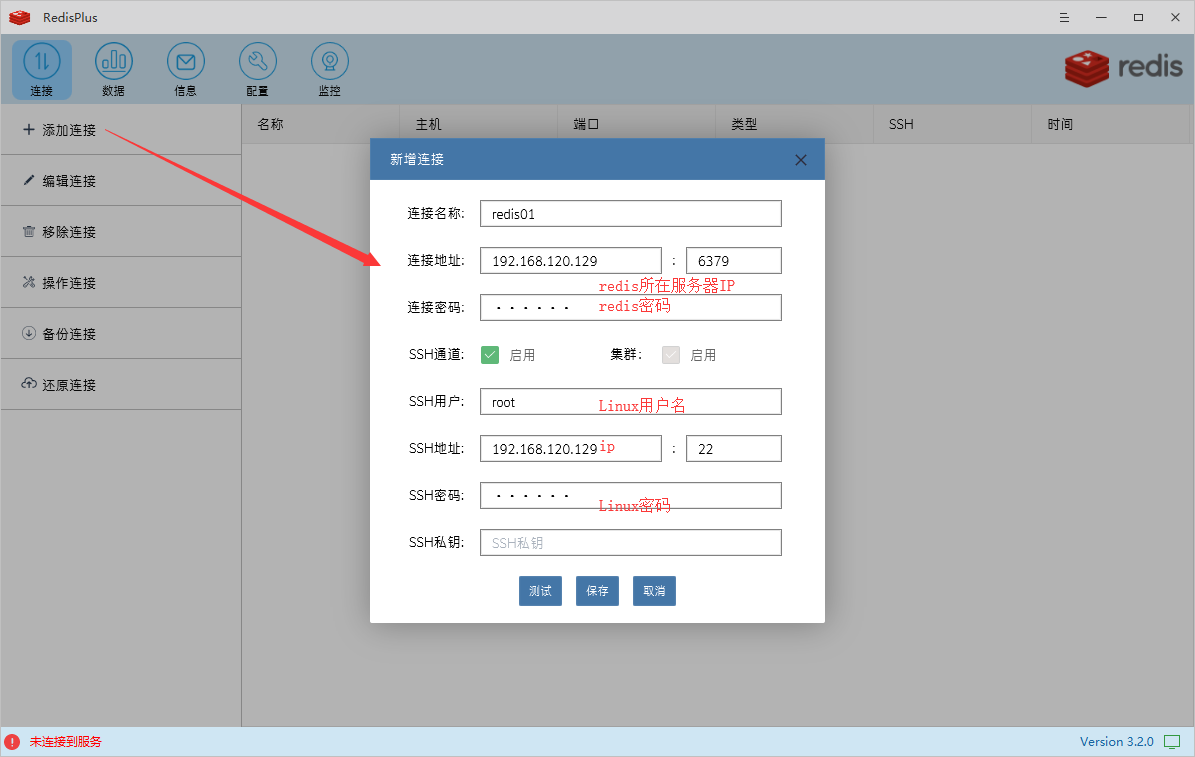 RedisPlus
连接 数据 信息 配置 监控
redis
添加连接
编辑连接
移除连接
操作连接
备份连接
还原连接
名称 主机 端口 类型 SSH 时间
新增连接
连接名称: redis01
连接地址: 192.168.120.129 : 6379
redis所在服务器IP
连接密码: ······ redis密码
SSH通道: 启用 集群: 启用
SSH用户: root Linux用户名
SSH地址: 192.168.120.129 ip : 22
SSH密码: ······ Linux密码
SSH私钥: SSH私钥
测试 保存 取消
未连接到服务 Version 3.2.0